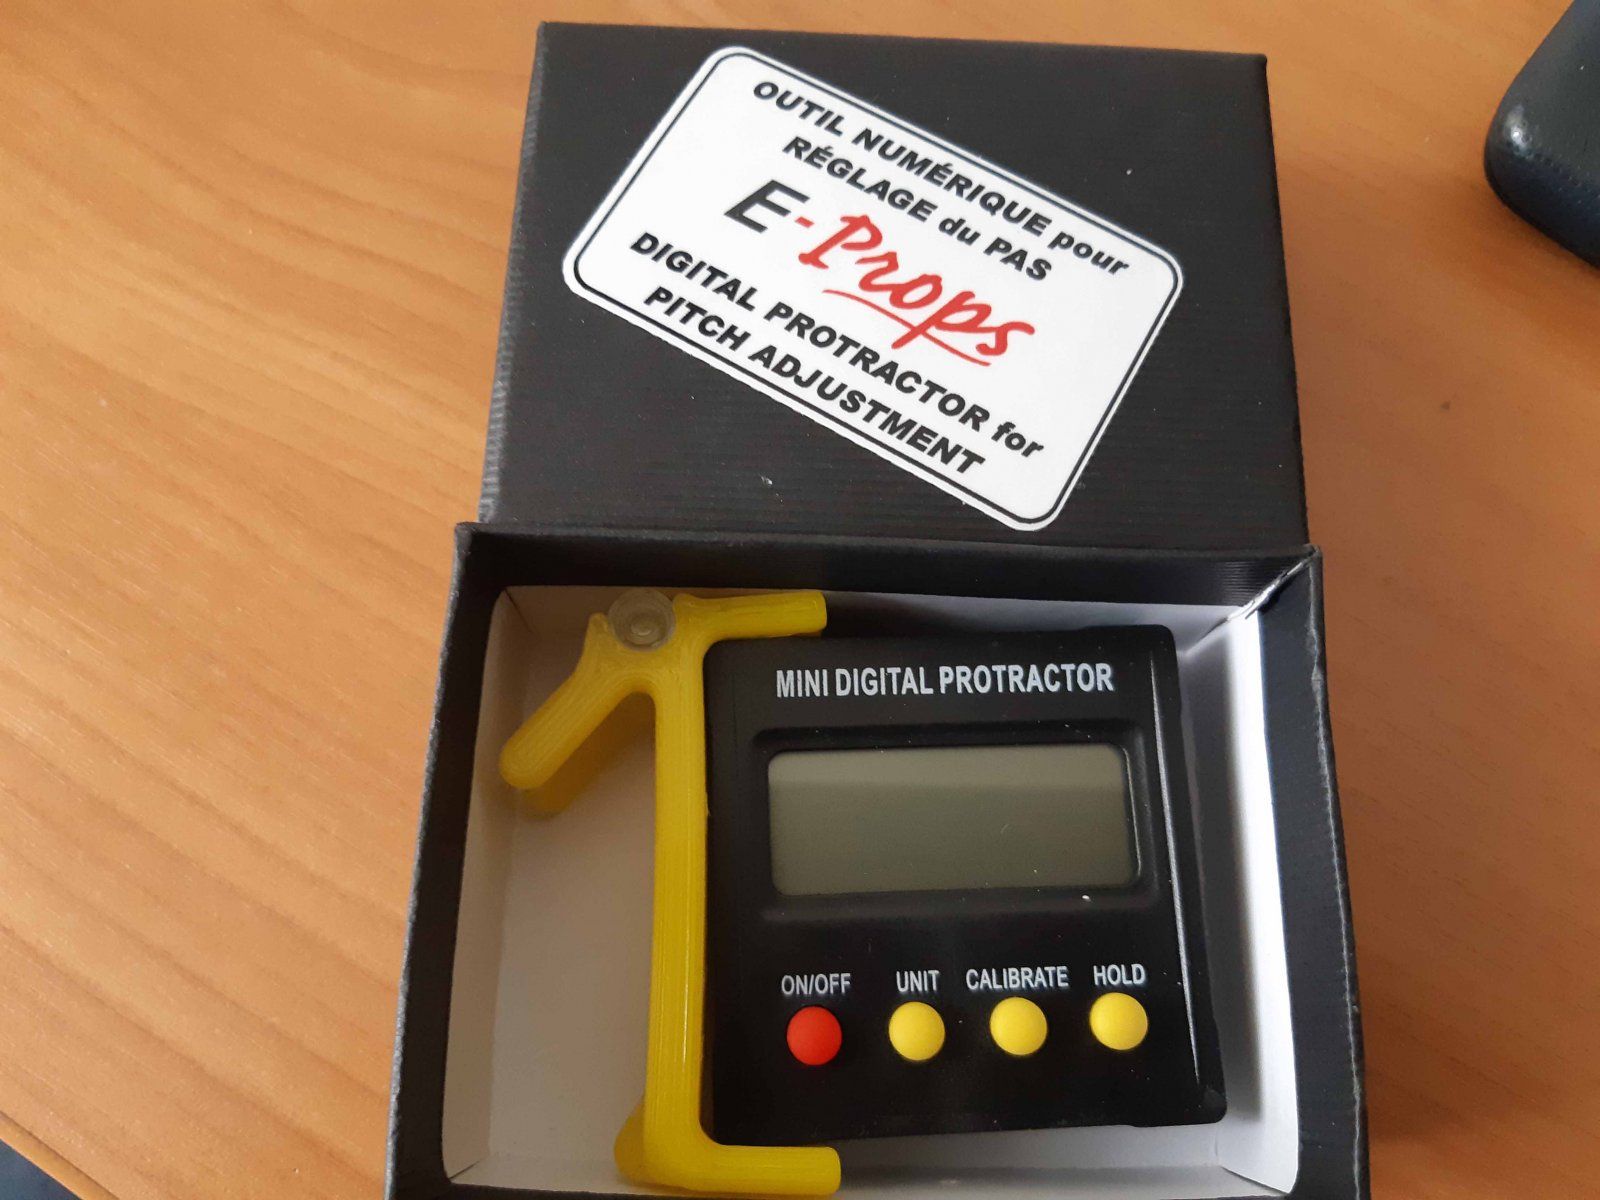 OUTIL NUMÉRIQUE pour
RÉGLAGE du PAS
E-Props
DIGITAL PROTRACTOR for
PITCH ADJUSTMENT
MINI DIGITAL PROTRACTOR
ON/OFF UNIT CALIBRATE HOLD